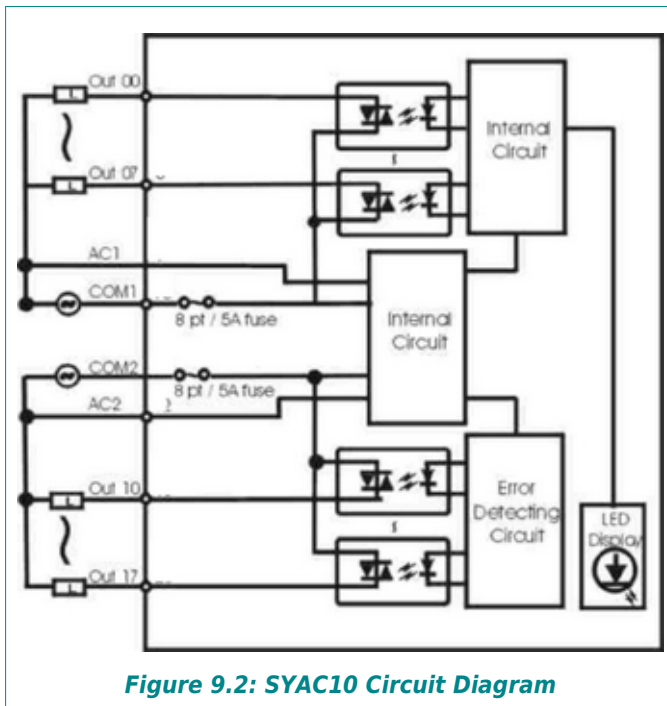 Out 00
L
Internal
Circuit
Out 07
L
AC1
COM1
8 pt / 5A fuse
Internal
Circuit
COM2
8 pt / 5A fuse
AC2
Out 10
L
Error
Detecting
Circuit
LED
Display
Out 17
L
Figure 9.2: SYAC10 Circuit Diagram